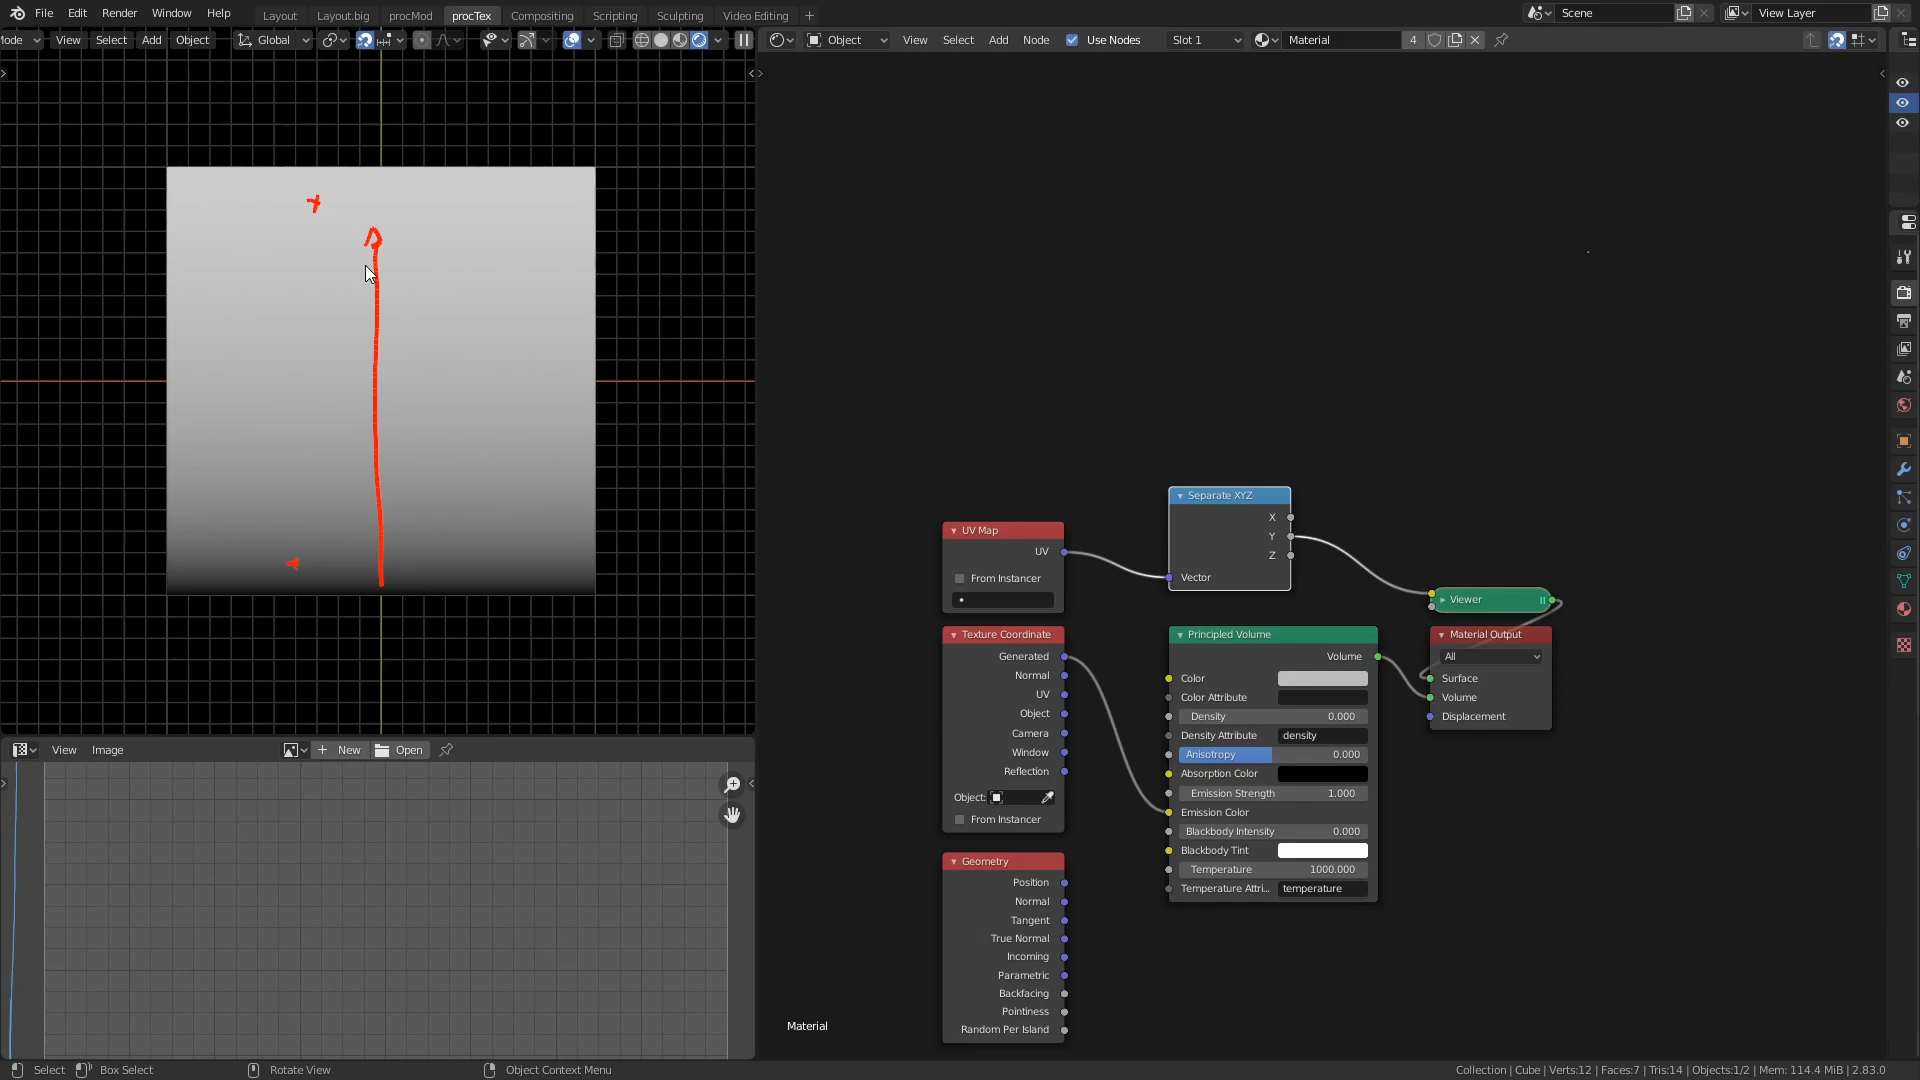 File Edit Render Window Help Layout Layout.big procMod procTex Compositing Scripting Sculpting Video Editing + Scene View Layer
Mode View Select Add Object Global Object View Select Add Node Use Nodes Slot 1 Material 4
Separate XYZ
X
Y
Z
Vector
UV Map
UV
From Instancer
Viewer
Texture Coordinate
Generated
Normal
UV
Object
Camera
Window
Reflection
Object:
From Instancer
Principled Volume
Volume
Color
Color Attribute
Density 0.000
Density Attribute density
Anisotropy 0.000
Absorption Color
Emission Strength 1.000
Emission Color
Blackbody Intensity 0.000
Blackbody Tint
Temperature 1000.000
Temperature Attri... temperature
Material Output
All
Surface
Volume
Displacement
View Image New Open
Geometry
Position
Normal
Tangent
True Normal
Incoming
Parametric
Backfacing
Pointiness
Random Per Island
Material
Select Box Select Rotate View Object Context Menu Collection | Cube | Verts:12 | Faces:7 | Tris:14 | Objects:1/2 | Mem: 114.4 MiB | 2.83.0